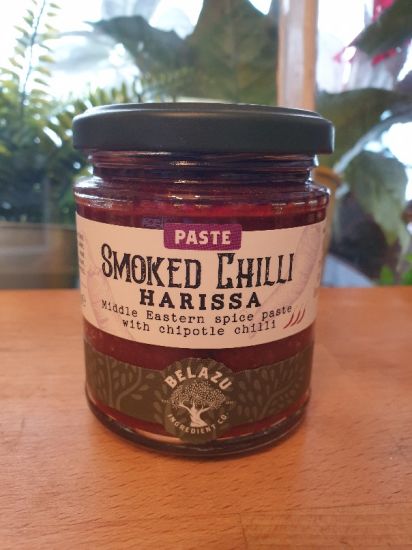 PASTE
SMOKED CHILLI
HARISSA
Middle Eastern spice paste
with chipotle chilli
BELAZU
INGREDIENT CO.